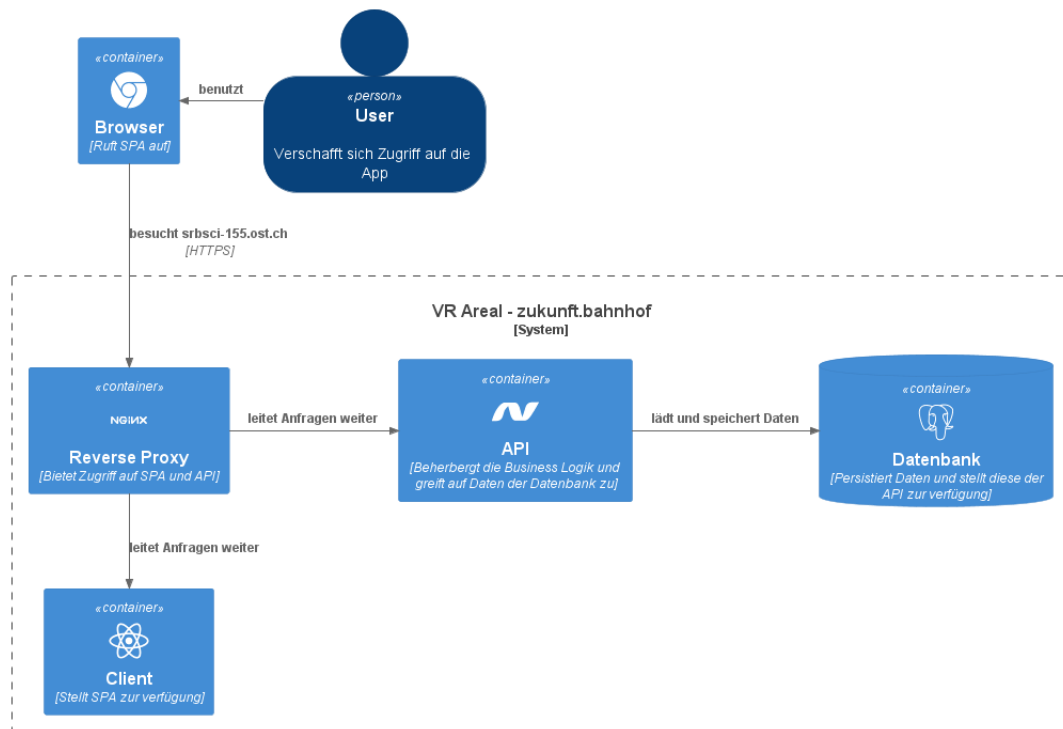 «container»
Browser
[Ruft SPA auf]
benutzt
«person»
User
Verschafft sich Zugriff auf die
App
besucht srbsci-155.ost.ch
[HTTPS]
VR Areal - zukunft.bahnhof
[System]
«container»
NGINX
Reverse Proxy
[Bietet Zugriff auf SPA und API]
leitet Anfragen weiter
«container»
API
[Beherbergt die Business Logik und
greift auf Daten der Datenbank zu]
lädt und speichert Daten
«container»
Datenbank
[Persistiert Daten und stellt diese der
API zur verfügung]
leitet Anfragen weiter
«container»
Client
[Stellt SPA zur verfügung]